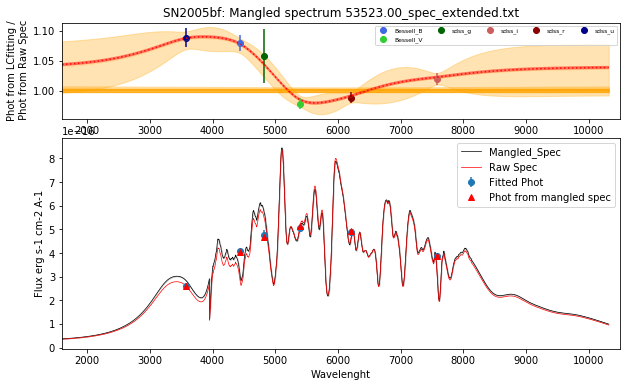 SN2005bf: Mangled spectrum 53523.00_spec_extended.txt
Phot from LCfitting /
Phot from Raw Spec
1.10
1.05
1.00
Bessell_B
Bessell_V
sdss_g
sdss_i
sdss_r
sdss_u
2000 3000 4000 5000 6000 7000 8000 9000 10000
1e−16
Flux erg s-1 cm-2 A-1
8
7
6
5
4
3
2
1
0
Mangled_Spec
Raw Spec
Fitted Phot
Phot from mangled spec
2000 3000 4000 5000 6000 7000 8000 9000 10000
Wavelenght